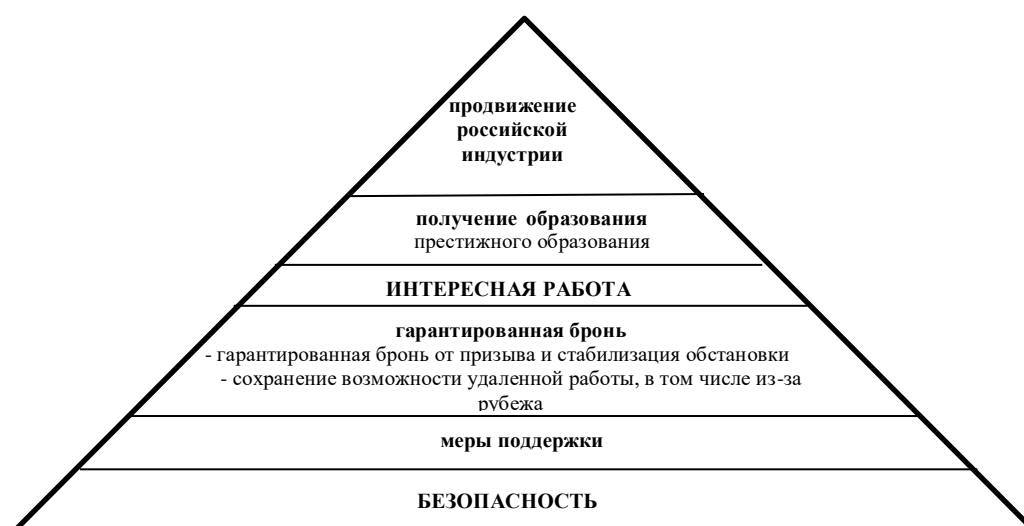 продвижение
российской
индустрии
получение образования
престижного образования
ИНТЕРЕСНАЯ РАБОТА
гарантированная бронь
- гарантированная бронь от призыва и стабилизация обстановки
- сохранение возможности удаленной работы, в том числе из-за
рубежа
меры поддержки
БЕЗОПАСНОСТЬ